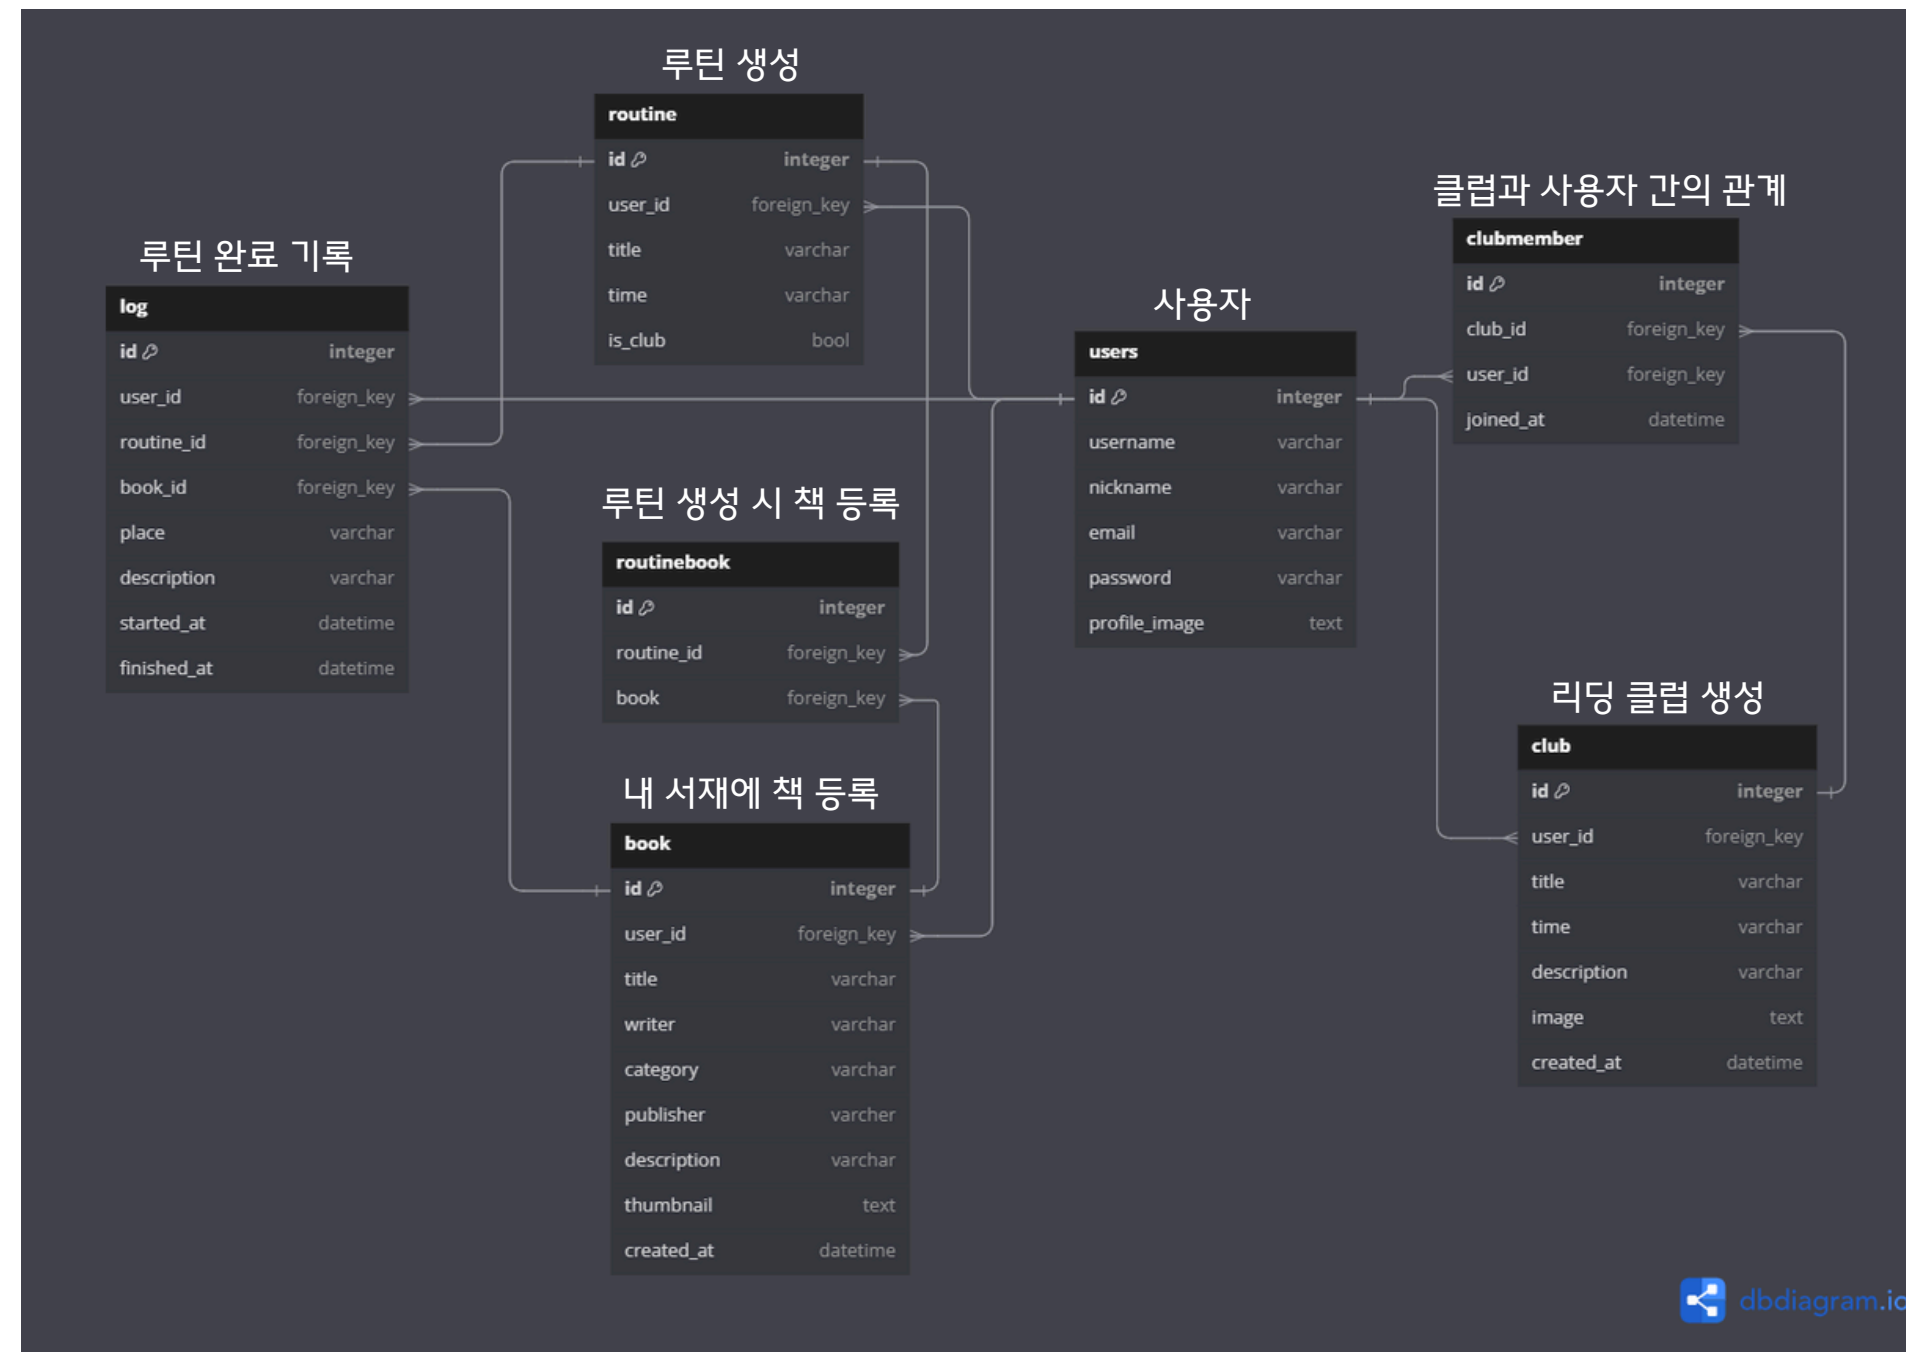 루틴 생성
routine
id integer
user_id foreign_key
title varchar
time varchar
is_club bool
클럽과 사용자 간의 관계
clubmember
id integer
club_id foreign_key
user_id foreign_key
joined_at datetime
루틴 완료 기록
log
id integer
user_id foreign_key
routine_id foreign_key
book_id foreign_key
place varchar
description varchar
started_at datetime
finished_at datetime
사용자
users
id integer
username varchar
nickname varchar
email varchar
password varchar
profile_image text
루틴 생성 시 책 등록
routinebook
id integer
routine_id foreign_key
book foreign_key
리딩 클럽 생성
club
id integer
user_id foreign_key
title varchar
time varchar
description varchar
image text
created_at datetime
내 서재에 책 등록
book
id integer
user_id foreign_key
title varchar
writer varchar
category varchar
publisher varcher
description varchar
thumbnail text
created_at datetime
dbdiagram.io